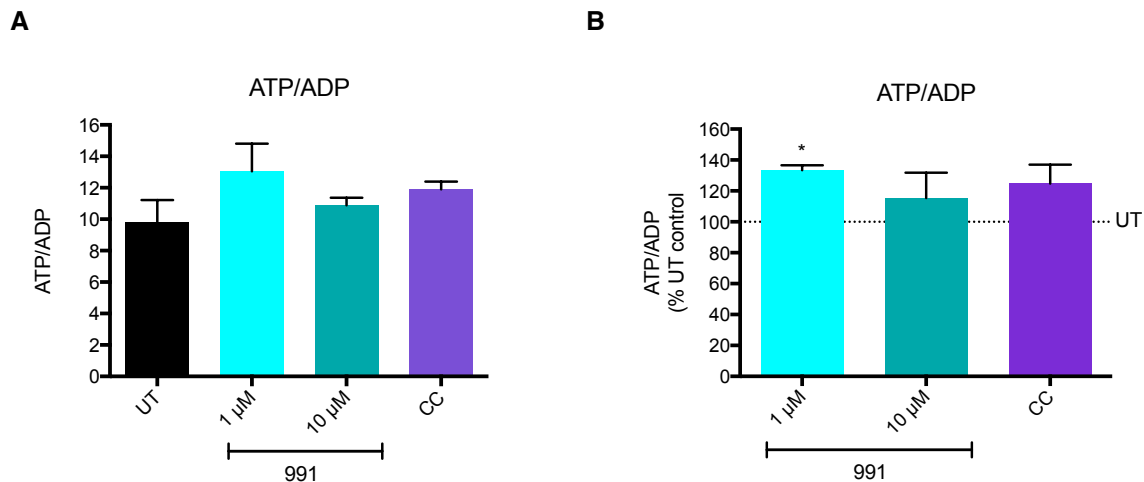 A
ATP/ADP
ATP/ADP
16
14
12
10
8
6
4
2
0
UT
1 µM
10 µM
CC
991
B
ATP/ADP
ATP/ADP
(% UT control
160
140
120
100
80
60
40
20
0
*
UT
1 µM
10 µM
CC
991